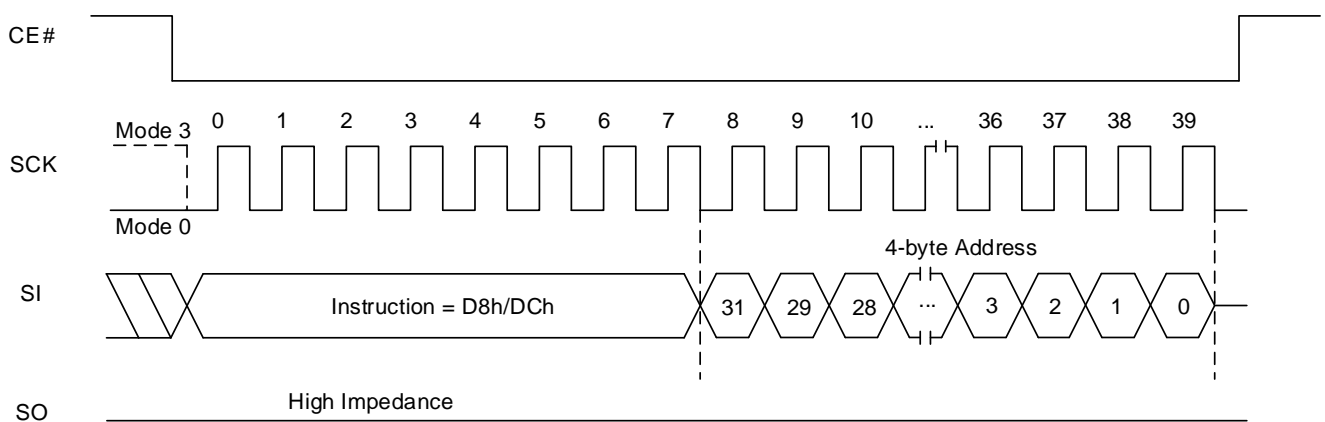 CE#
Mode 3 0 1 2 3 4 5 6 7 8 9 10 ... 36 37 38 39
SCK
Mode 0
4-byte Address
SI Instruction = D8h/DCh 31 29 28 ... 3 2 1 0
High Impedance
SO